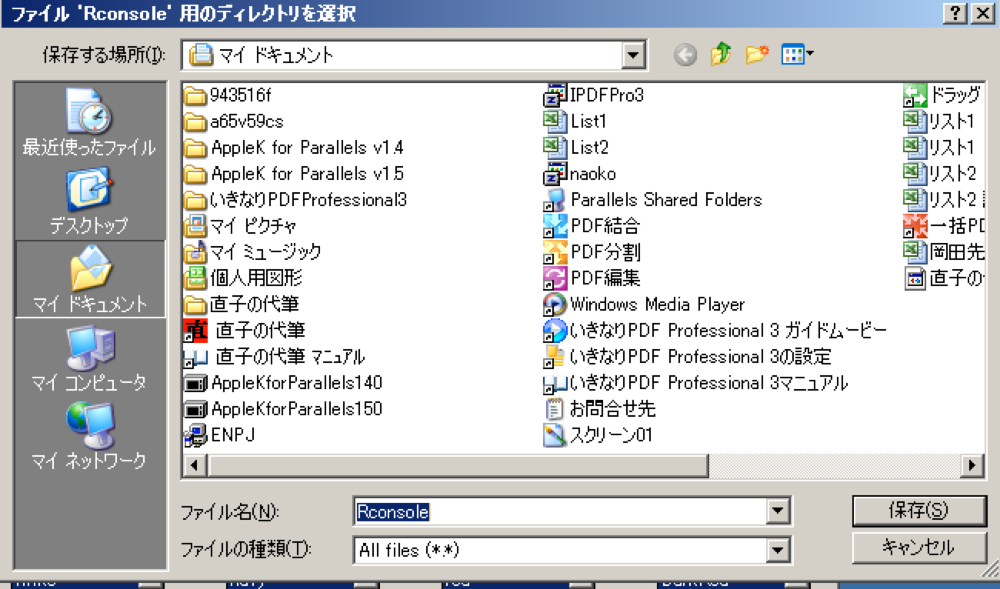 ファイル 'Rconsole' 用のディレクトリを選択
保存する場所(I):
マイ ドキュメント
最近使ったファイル
デスクトップ
マイ ドキュメント
マイ コンピュータ
マイ ネットワーク
943516f
a65v59cs
AppleK for Parallels v1.4
AppleK for Parallels v1.5
いきなりPDFProfessional3
マイ ピクチャ
マイ ミュージック
個人用図形
直子の代筆
直子の代筆
直子の代筆 マニュアル
AppleKforParallels140
AppleKforParallels150
ENPJ
IPDFPro3
List1
List2
naoko
Parallels Shared Folders
PDF結合
PDF分割
PDF編集
Windows Media Player
いきなりPDF Professional 3 ガイドムービー
いきなりPDF Professional 3の設定
いきなりPDF Professional 3マニュアル
お問合せ先
スクリーン01
ドラッグ
リスト1
リスト1
リスト2
リスト2
一括PD
岡田先
直子の
ファイル名(N):
Rconsole
保存(S)
ファイルの種類(T):
All files (*.*)
キャンセル